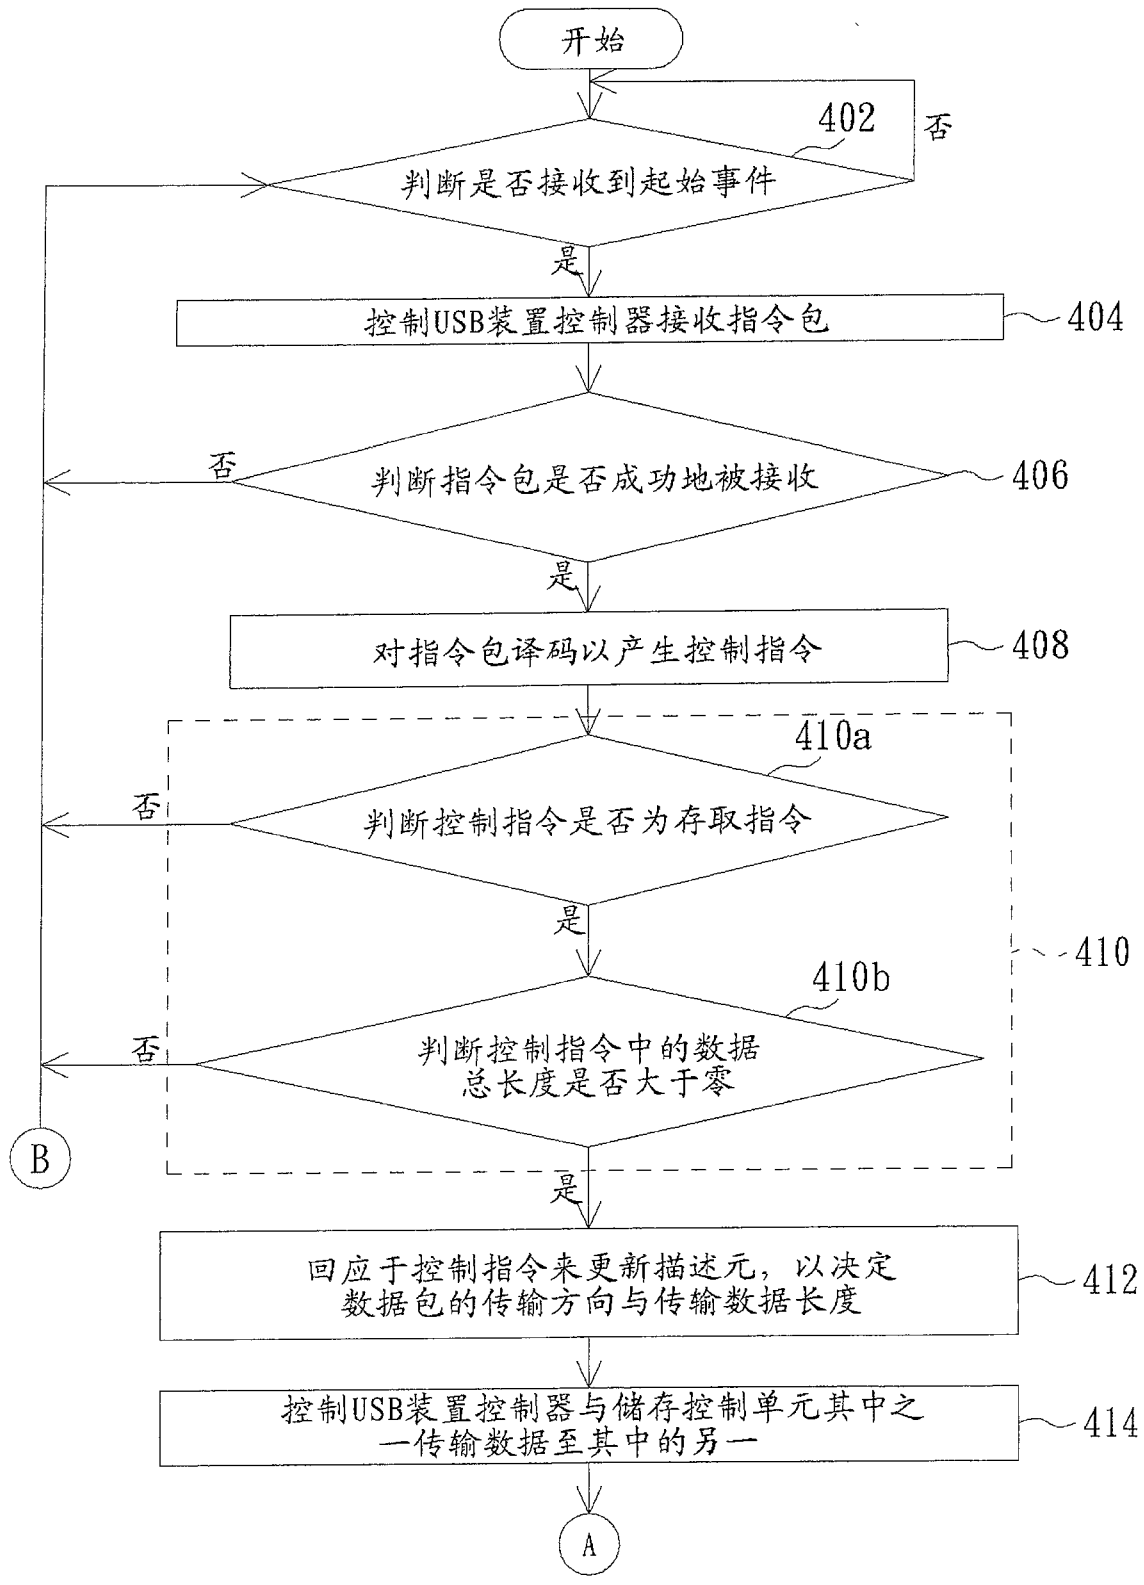 开始
402
否
判断是否接收到起始事件
是
控制USB装置控制器接收指令包
404
否
判断指令包是否成功地被接收
406
是
对指令包译码以产生控制指令
408
410a
否
判断控制指令是否为存取指令
是
410
410b
否
判断控制指令中的数据
总长度是否大于零
B
是
回应于控制指令来更新描述元，以决定
数据包的传输方向与传输数据长度
412
控制USB装置控制器与储存控制单元其中之
一传输数据至其中的另一
414
A